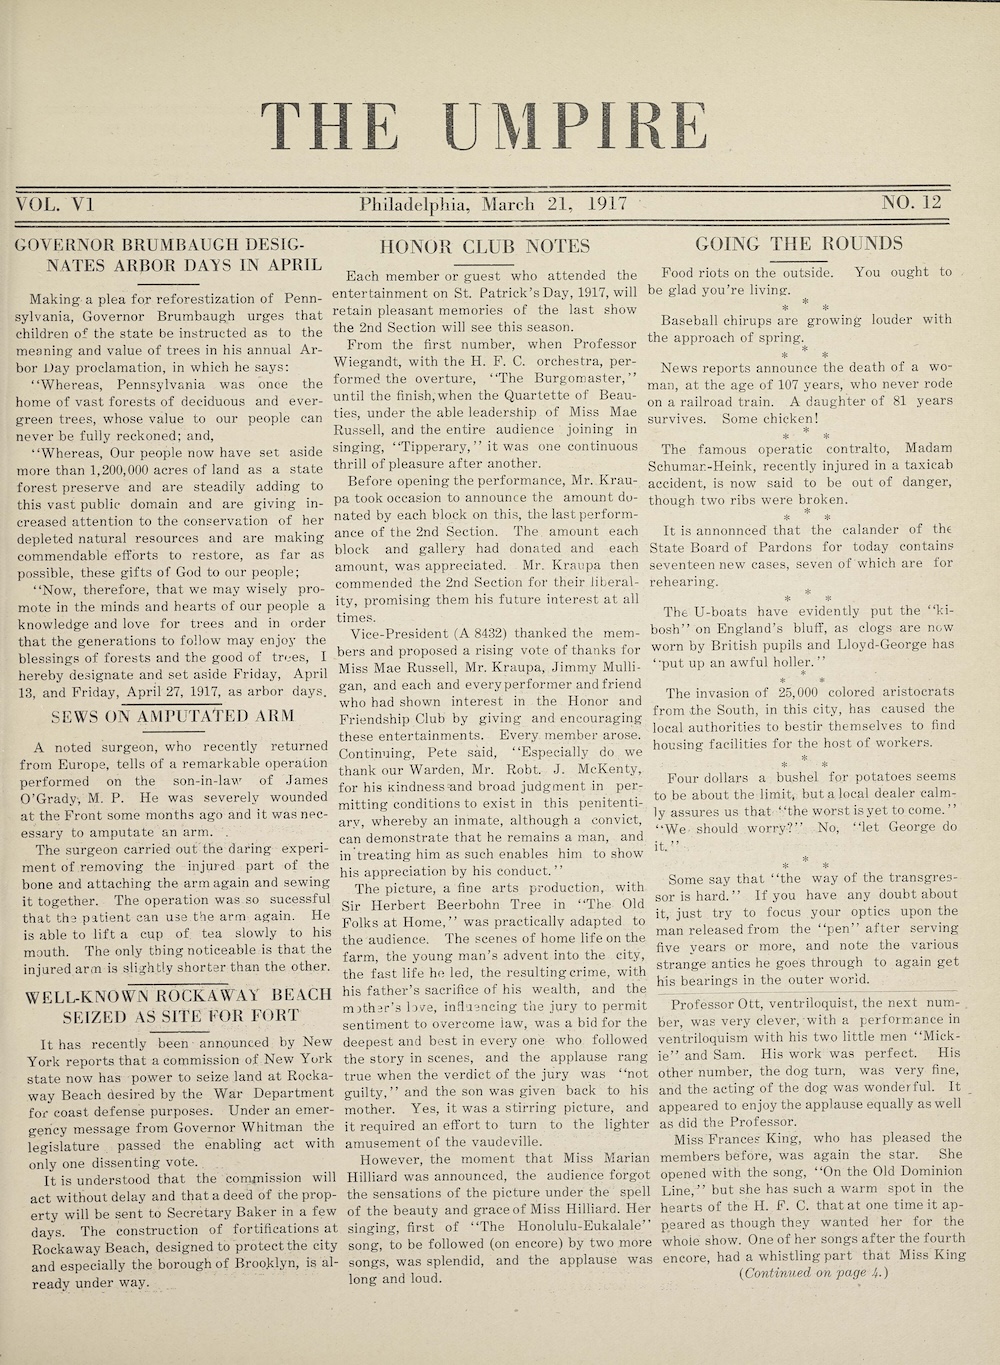 THE UMPIRE
VOL. V1
Philadelphia, March 21, 1917
NO. 12
GOVERNOR BRUMBAUGH DESIG-
NATES ARBOR DAYS IN APRIL
Making a plea for reforestization of Penn-
sylvania, Governor Brumbaugh urges that
children of the state be instructed as to the
meaning and value of trees in his annual Ar-
bor Day proclamation, in which he says:
"Whereas, Pennsylvania was once the
home of vast forests of deciduous and ever-
green trees, whose value to our people can
never be fully reckoned; and,
"Whereas, Our people now have set aside
more than 1,200,000 acres of land as a state
forest preserve and are steadily adding to
this vast public domain and are giving in-
creased attention to the conservation of her
depleted natural resources and are making
commendable efforts to restore, as far as
possible, these gifts of God to our people;
"Now, therefore, that we may wisely pro-
mote in the minds and hearts of our people a
knowledge and love for trees and in order
that the generations to follow may enjoy the
blessings of forests and the good of trees, I
hereby designate and set aside Friday, April
13, and Friday, April 27, 1917, as arbor days.
SEWS ON AMPUTATED ARM
A noted surgeon, who recently returned
from Europe, tells of a remarkable operation
performed on the son-in-law of James
O'Grady, M. P. He was severely wounded
at the Front some months ago and it was nec-
essary to amputate an arm.
The surgeon carried out the daring experi-
ment of removing the injured part of the
bone and attaching the arm again and sewing
it together. The operation was so sucessful
that the patient can use the arm again. He
is able to lift a cup of tea slowly to his
mouth. The only thing noticeable is that the
injured arm is slightly shorter than the other.
WELL-KNOWN ROCKAWAY BEACH
SEIZED AS SITE FOR FORT
It has recently been announced by New
York reports that a commission of New York
state now has power to seize land at Rocka-
way Beach desired by the War Department
for coast defense purposes. Under an emer-
gency message from Governor Whitman the
legislature passed the enabling act with
only one dissenting vote.
It is understood that the commission will
act without delay and that a deed of the prop-
erty will be sent to Secretary Baker in a few
days. The construction of fortifications at
Rockaway Beach, designed to protect the city
and especially the borough of Brooklyn, is al-
ready under way.
HONOR CLUB NOTES
Each member or guest who attended the
entertainment on St. Patrick's Day, 1917, will
retain pleasant memories of the last show
the 2nd Section will see this season.
From the first number, when Professor
Wiegandt, with the H. F. C. orchestra, per-
formed the overture, "The Burgomaster,"
until the finish, when the Quartette of Beau-
ties, under the able leadership of Miss Mae
Russell, and the entire audience joining in
singing, "Tipperary," it was one continuous
thrill of pleasure after another.
Before opening the performance, Mr. Krau-
pa took occasion to announce the amount do-
nated by each block on this, the last perform-
ance of the 2nd Section. The amount each
block and gallery had donated and each
amount, was appreciated. Mr. Kraupa then
commended the 2nd Section for their liberal-
ity, promising them his future interest at all
times.
Vice-President (A 8432) thanked the mem-
bers and proposed a rising vote of thanks for
Miss Mae Russell, Mr. Kraupa, Jimmy Mulli-
gan, and each and every performer and friend
who had shown interest in the Honor and
Friendship Club by giving and encouraging
these entertainments. Every member arose.
Continuing, Pete said, "Especially do we
thank our Warden, Mr. Robt. J. McKenty,
for his kindness and broad judgment in per-
mitting conditions to exist in this penitenti-
ary, whereby an inmate, although a convict,
can demonstrate that he remains a man, and
in treating him as such enables him to show
his appreciation by his conduct."
The picture, a fine arts production, with
Sir Herbert Beerbohn Tree in "The Old
Folks at Home," was practically adapted to
the audience. The scenes of home life on the
farm, the young man's advent into the city,
the fast life he led, the resulting crime, with
his father's sacrifice of his wealth, and the
mother's love, influencing the jury to permit
sentiment to overcome law, was a bid for the
deepest and best in every one who followed
the story in scenes, and the applause rang
true when the verdict of the jury was "not
guilty," and the son was given back to his
mother. Yes, it was a stirring picture, and
it required an effort to turn to the lighter
amusement of the vaudeville.
However, the moment that Miss Marian
Hilliard was announced, the audience forgot
the sensations of the picture under the spell
of the beauty and grace of Miss Hilliard. Her
singing, first of "The Honolulu-Eukalale"
song, to be followed (on encore) by two more
songs, was splendid, and the applause was
long and loud.
GOING THE ROUNDS
Food riots on the outside. You ought to
be glad you're living.
*
* *
Baseball chirups are growing louder with
the approach of spring.
*
* *
News reports announce the death of a wo-
man, at the age of 107 years, who never rode
on a railroad train. A daughter of 81 years
survives. Some chicken!
*
* *
The famous operatic contralto, Madam
Schuman-Heink, recently injured in a taxicab
accident, is now said to be out of danger,
though two ribs were broken.
*
* *
It is annonnced that the calander of the
State Board of Pardons for today contains
seventeen new cases, seven of which are for
rehearing.
*
* *
The U-boats have evidently put the "ki-
bosh" on England's bluff, as clogs are now
worn by British pupils and Lloyd-George has
"put up an awful holler."
*
* *
The invasion of 25,000 colored aristocrats
from the South, in this city, has caused the
local authorities to bestir themselves to find
housing facilities for the host of workers.
*
* *
Four dollars a bushel for potatoes seems
to be about the limit, but a local dealer calm-
ly assures us that "the worst is yet to come."
"We should worry?" No, "let George do
it."
*
* *
Some say that "the way of the transgres-
sor is hard." If you have any doubt about
it, just try to focus your optics upon the
man released from the "pen" after serving
five years or more, and note the various
strange antics he goes through to again get
his bearings in the outer world.
Professor Ott, ventriloquist, the next num-
ber, was very clever, with a performance in
ventriloquism with his two little men "Mick-
ie" and Sam. His work was perfect. His
other number, the dog turn, was very fine,
and the acting of the dog was wonderful. It
appeared to enjoy the applause equally as well
as did the Professor.
Miss Frances King, who has pleased the
members before, was again the star. She
opened with the song, "On the Old Dominion
Line," but she has such a warm spot in the
hearts of the H. F. C. that at one time it ap-
peared as though they wanted her for the
whole show. One of her songs after the fourth
encore, had a whistling part that Miss King
(Continued on page 4.)